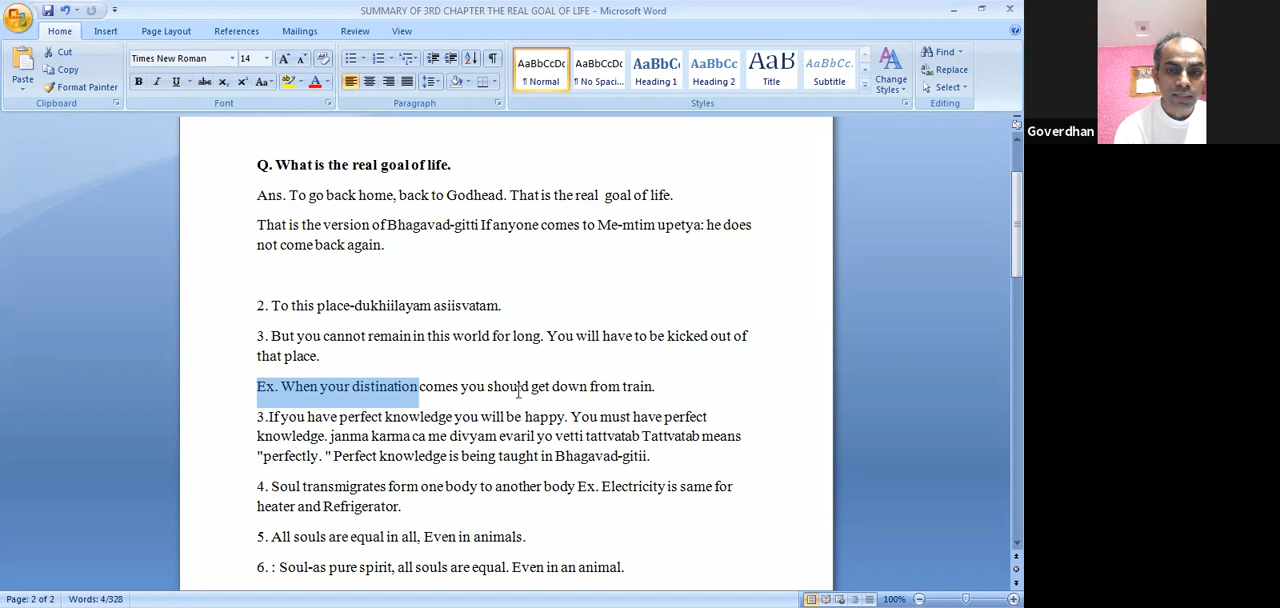 SUMMARY OF 3RD CHAPTER THE REAL GOAL OF LIFE - Microsoft Word
Home Insert Page Layout References Mailings Review View
Paste Cut Copy Format Painter
Times New Roman 14
AaBbCcDc ¶ Normal AaBbCcDc ¶ No Spaci... AaBbCc Heading 1 AaBbCc Heading 2 AaB Title AaBbCc. Subtitle
Change Styles
Find Replace Select
Clipboard Font Paragraph Styles Editing
Goverdhan
Q. What is the real goal of life.
Ans. To go back home, back to Godhead. That is the real goal of life.
That is the version of Bhagavad-gitti If anyone comes to Me-mtim upetya: he does
not come back again.
2. To this place-dukhiilayam asiisvatam.
3. But you cannot remain in this world for long. You will have to be kicked out of
that place.
Ex. When your distination comes you should get down from train.
3.If you have perfect knowledge you will be happy. You must have perfect
knowledge. janma karma ca me divyam evaril yo vetti tattvatab Tattvatab means
"perfectly. " Perfect knowledge is being taught in Bhagavad-gitii.
4. Soul transmigrates form one body to another body Ex. Electricity is same for
heater and Refrigerator.
5. All souls are equal in all, Even in animals.
6. : Soul-as pure spirit, all souls are equal. Even in an animal.
Page: 2 of 2 Words: 4/328 100%